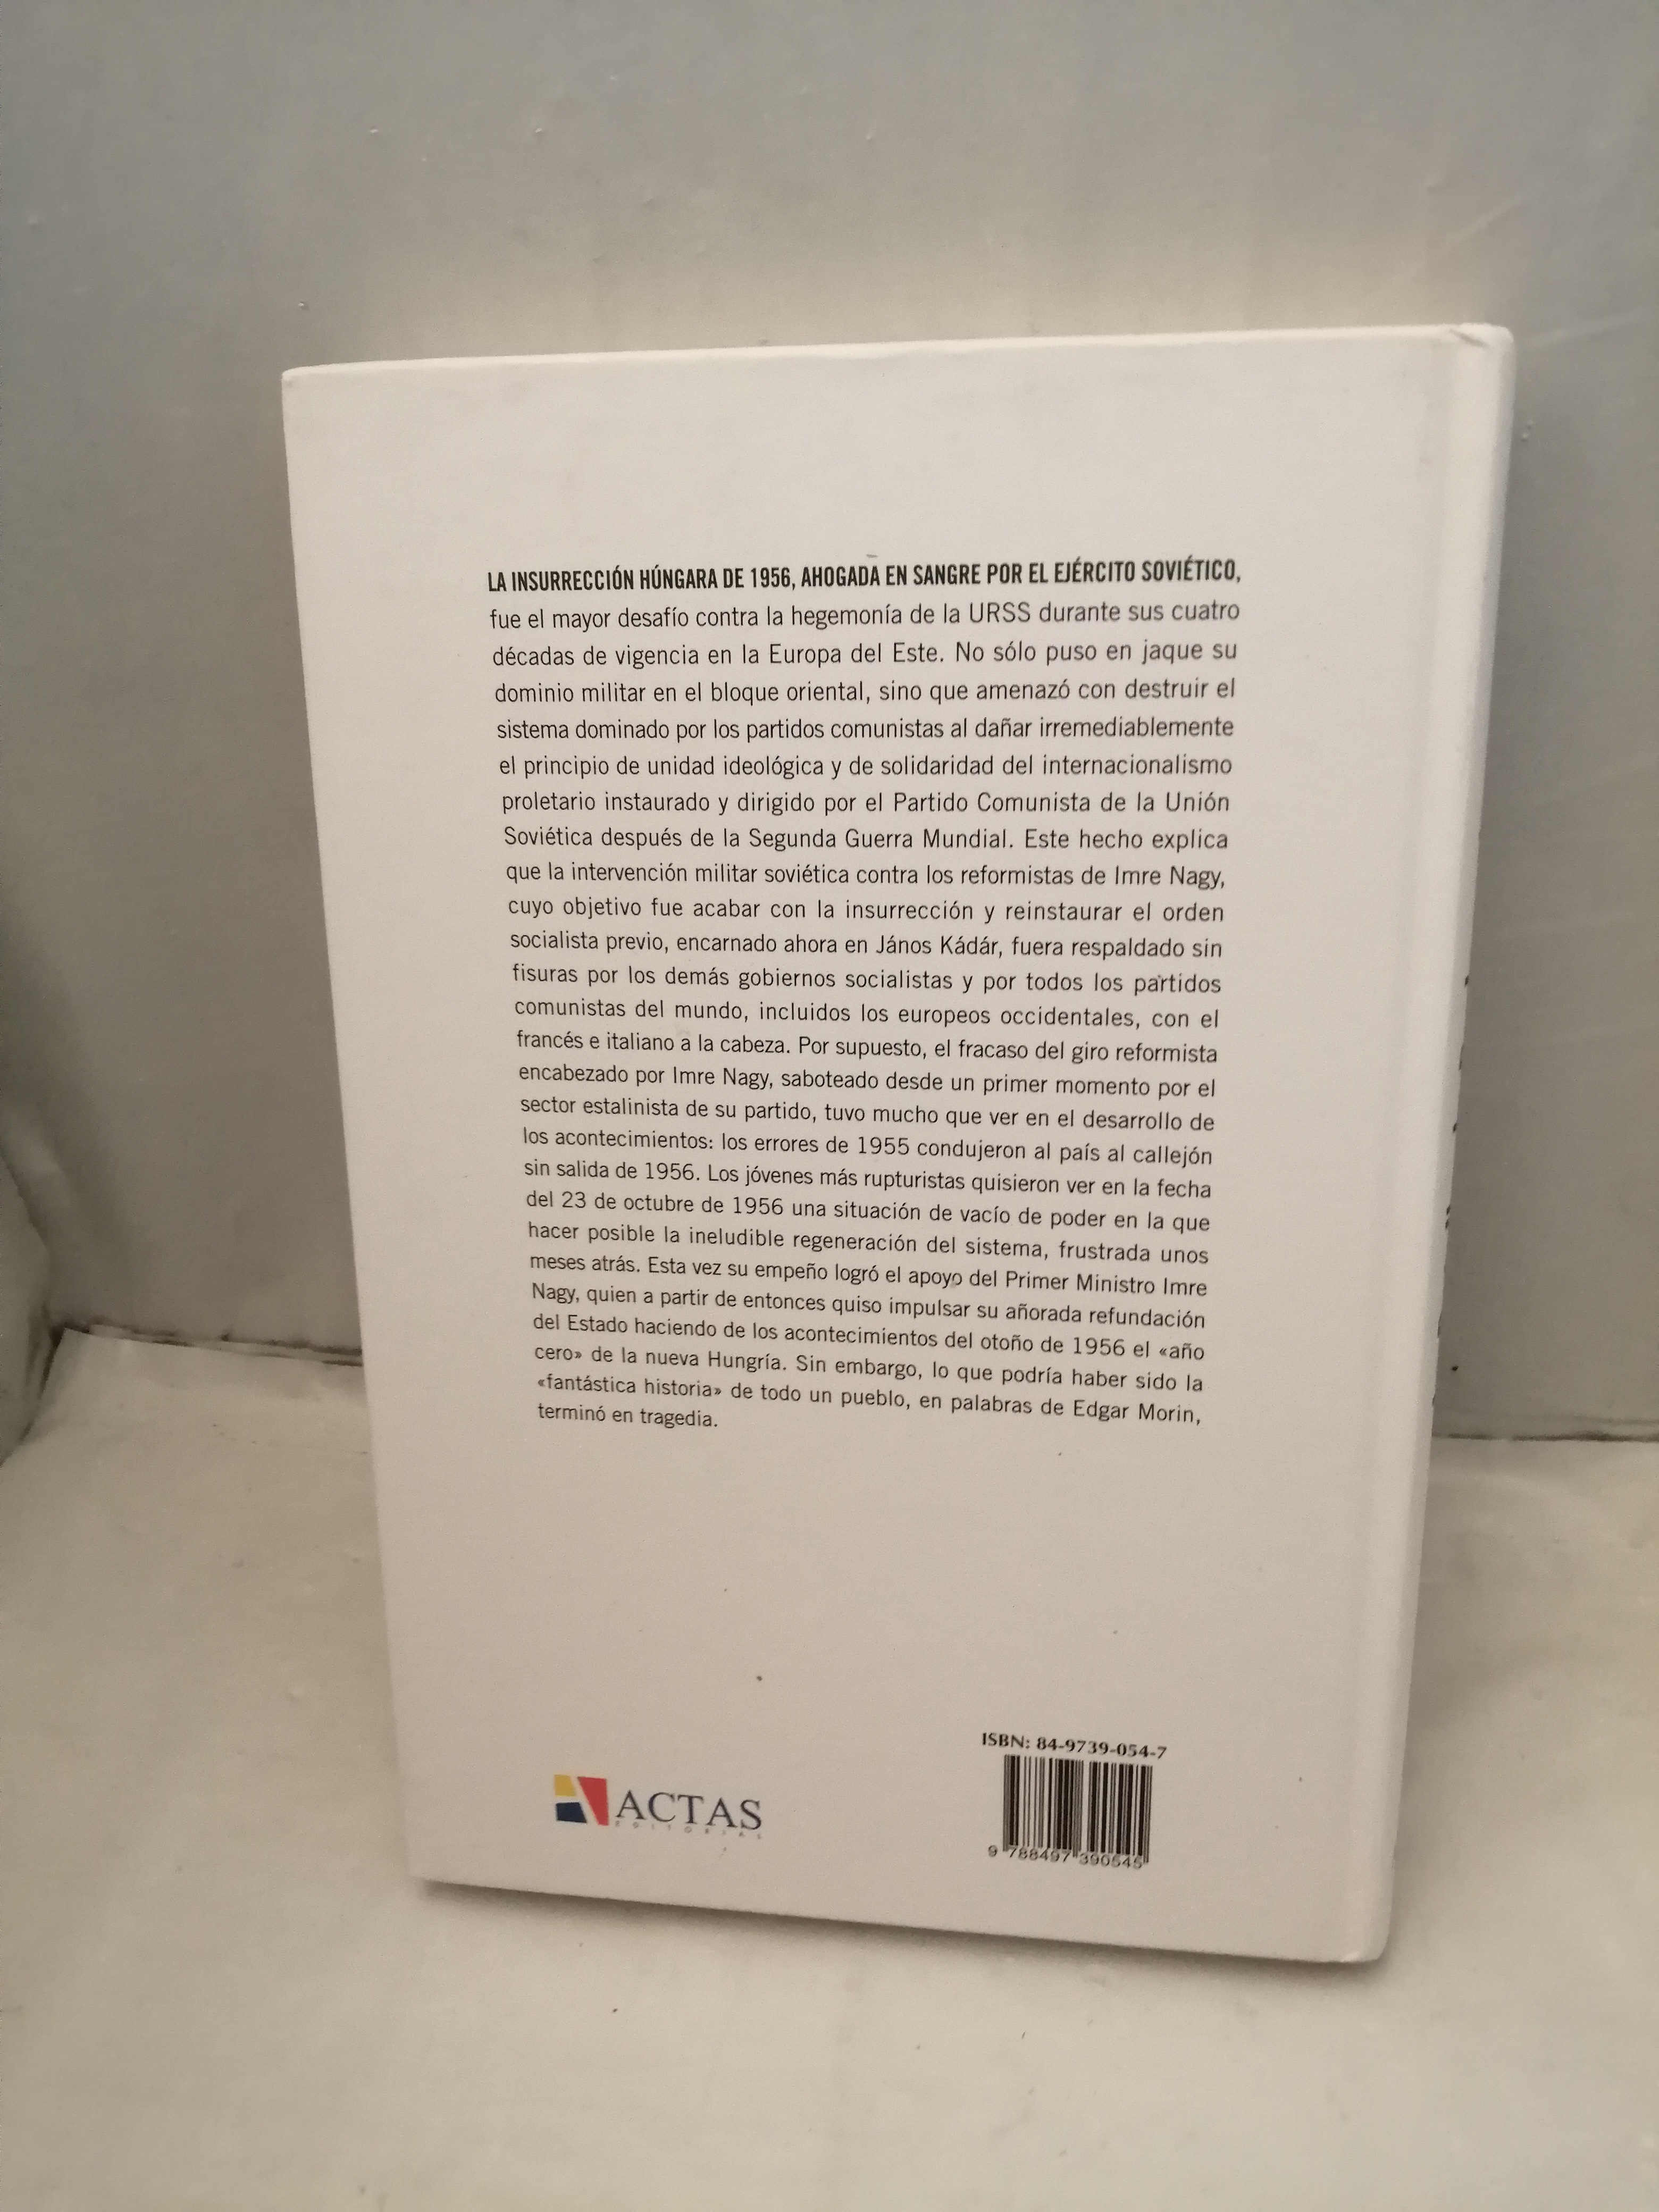 LA INSURRECCIÓN HÚNGARA DE 1956, AHOGADA EN SANGRE POR EL EJÉRCITO SOVIÉTICO,
fue el mayor desafío contra la hegemonía de la URSS durante sus cuatro
décadas de vigencia en la Europa del Este. No sólo puso en jaque su
dominio militar en el bloque oriental, sino que amenazó con destruir el
sistema dominado por los partidos comunistas al dañar irremediablemente
el principio de unidad ideológica y de solidaridad del internacionalismo
proletario instaurado y dirigido por el Partido Comunista de la Unión
Soviética después de la Segunda Guerra Mundial. Este hecho explica
que la intervención militar soviética contra los reformistas de Imre Nagy,
cuyo objetivo fue acabar con la insurrección y reinstaurar el orden
socialista previo, encarnado ahora en János Kádár, fuera respaldado sin
fisuras por los demás gobiernos socialistas y por todos los partidos
comunistas del mundo, incluidos los europeos occidentales, con el
francés e italiano a la cabeza. Por supuesto, el fracaso del giro reformista
encabezado por Imre Nagy, saboteado desde un primer momento por el
sector estalinista de su partido, tuvo mucho que ver en el desarrollo de
los acontecimientos: los errores de 1955 condujeron al país al callejón
sin salida de 1956. Los jóvenes más rupturistas quisieron ver en la fecha
del 23 de octubre de 1956 una situación de vacío de poder en la que
hacer posible la ineludible regeneración del sistema, frustrada unos
meses atrás. Esta vez su empeño logró el apoyo del Primer Ministro Imre
Nagy, quien a partir de entonces quiso impulsar su añorada refundación
del Estado haciendo de los acontecimientos del otoño de 1956 el «año
cero» de la nueva Hungría. Sin embargo, lo que podría haber sido la
«fantástica historia» de todo un pueblo, en palabras de Edgar Morin,
terminó en tragedia.
ISBN: 84-9739-054-7
ACTAS
EDITORIAL
9 788497 390545